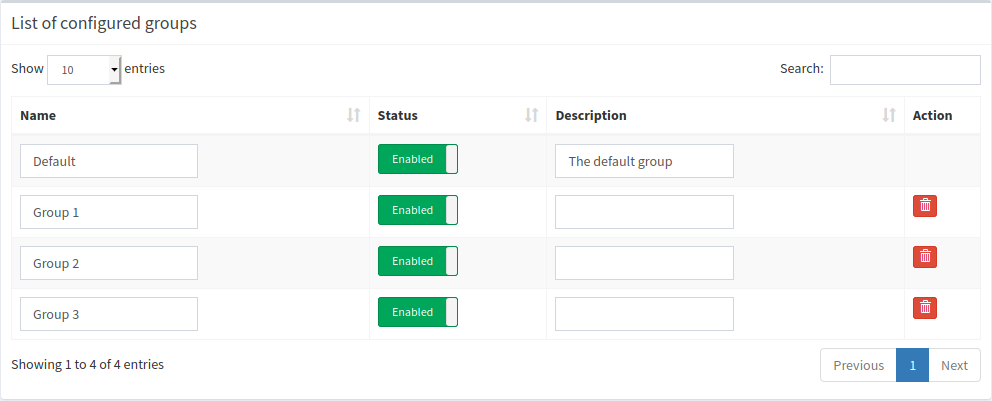 List of configured groups
Show 10 entries Search:
Name Status Description Action
Default Enabled The default group
Group 1 Enabled
Group 2 Enabled
Group 3 Enabled
Showing 1 to 4 of 4 entries Previous 1 Next